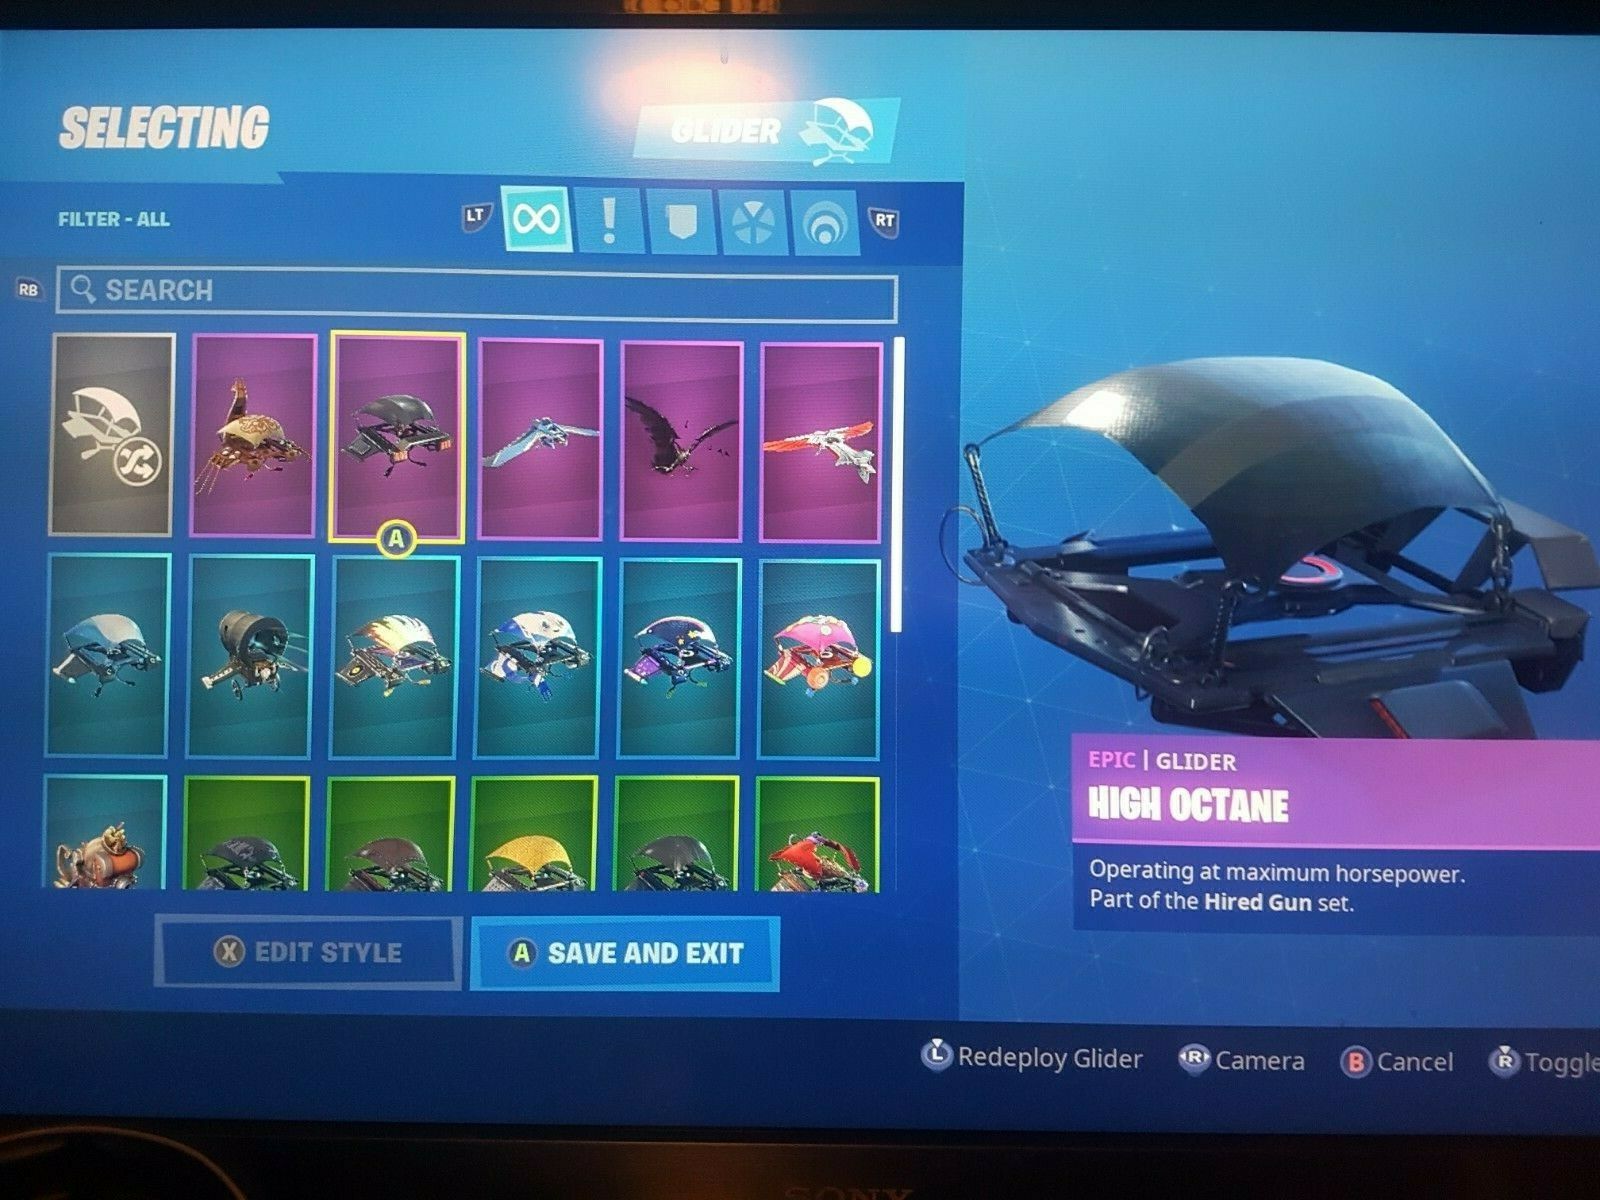 SELECTING
GLIDER
LT
RT
FILTER - ALL
RB
SEARCH
A
EPIC | GLIDER
HIGH OCTANE
Operating at maximum horsepower.
Part of the Hired Gun set.
X EDIT STYLE
A SAVE AND EXIT
L Redeploy Glider
R Camera
B Cancel
R Toggle
SONY